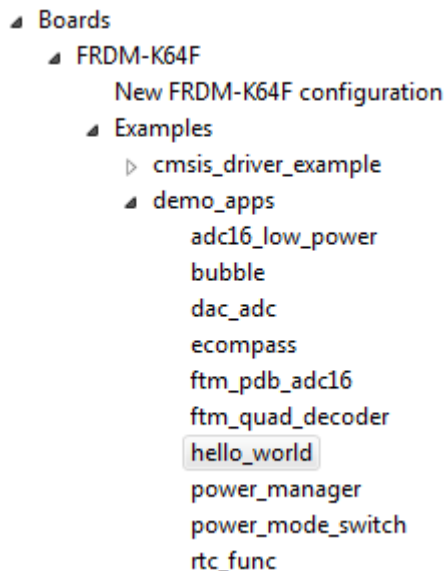 Boards
FRDM-K64F
New FRDM-K64F configuration
Examples
cmsis_driver_example
demo_apps
adc16_low_power
bubble
dac_adc
ecompass
ftm_pdb_adc16
ftm_quad_decoder
hello_world
power_manager
power_mode_switch
rtc_func